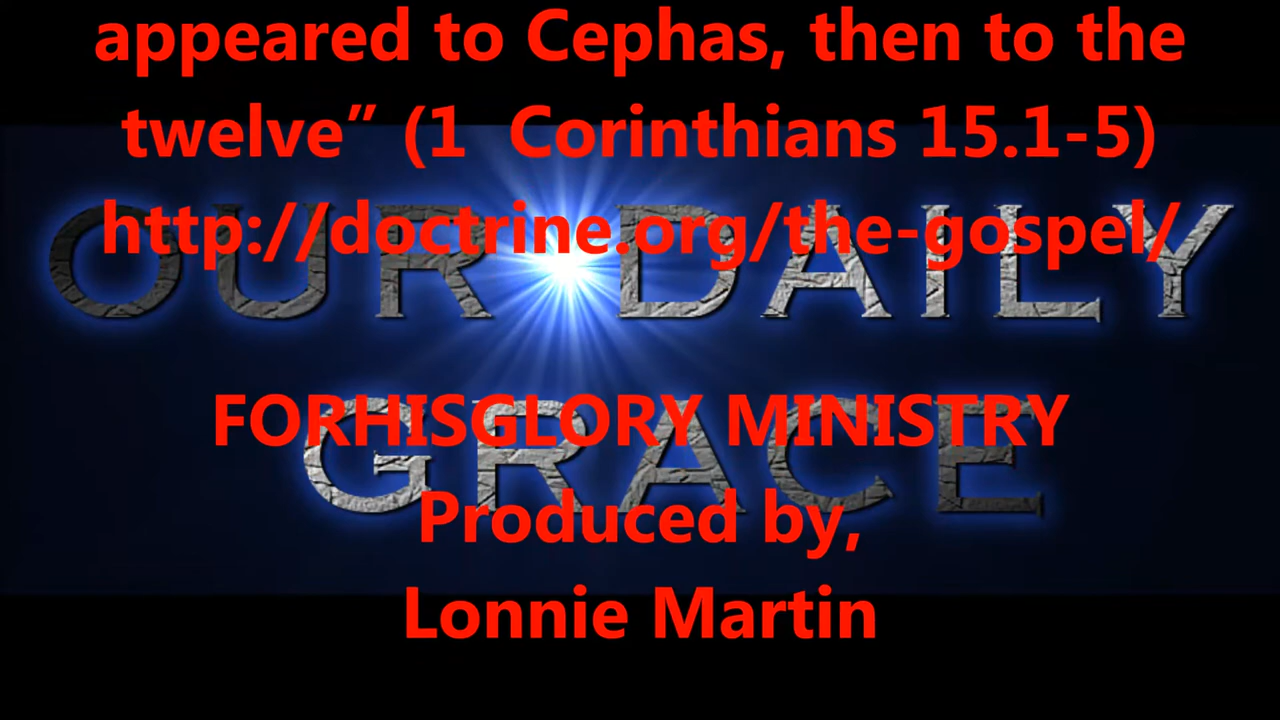 appeared to Cephas, then to the
twelve” (1  Corinthians 15.1-5)
http://doctrine.org/the-gospel/
OUR DAILY
FORHISGLORY MINISTRY
GRACE
Produced by,
Lonnie Martin